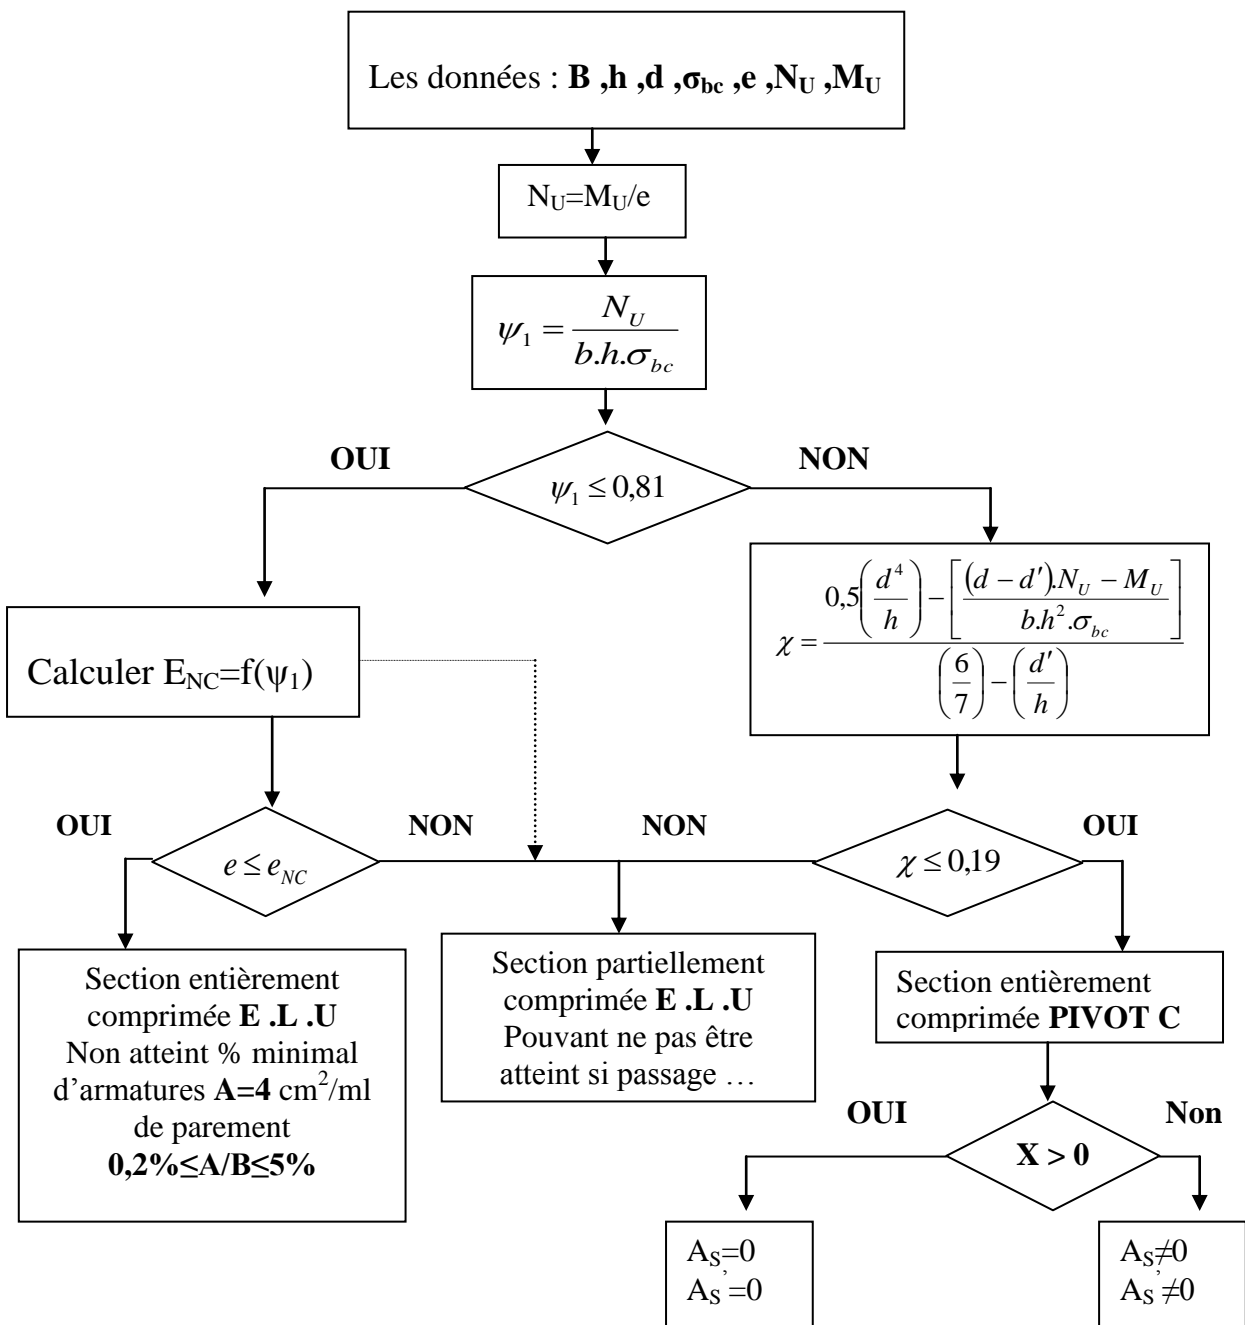 Les données : B ,h ,d ,σbc ,e ,NU ,MU
NU=MU/e
ψ1 = NU / b.h.σbc
OUI
NON
ψ1 ≤ 0,81
χ = (0,5(d^4/h) − [((d − d′).NU − MU) / (b.h².σbc)]) / ((6/7) − (d′/h))
Calculer ENC=f(ψ1)
OUI
NON
NON
OUI
e ≤ eNC
χ ≤ 0,19
Section entièrement
comprimée E .L .U
Non atteint % minimal
d’armatures A=4 cm²/ml
de parement
0,2%≤A/B≤5%
Section partiellement
comprimée E .L .U
Pouvant ne pas être
atteint si passage …
Section entièrement
comprimée PIVOT C
OUI
Non
X > 0
AS=0
AS’=0
AS≠0
AS’≠0